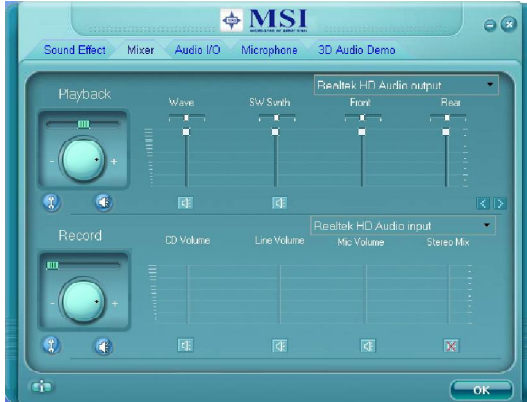 MSI
Sound Effect Mixer Audio I/O Microphone 3D Audio Demo
Realtek HD Audio output
Playback
Wave SW Synth Front Rear
- +
Realtek HD Audio input
Record
CD Volume Line Volume Mic Volume Stereo Mix
- +
OK